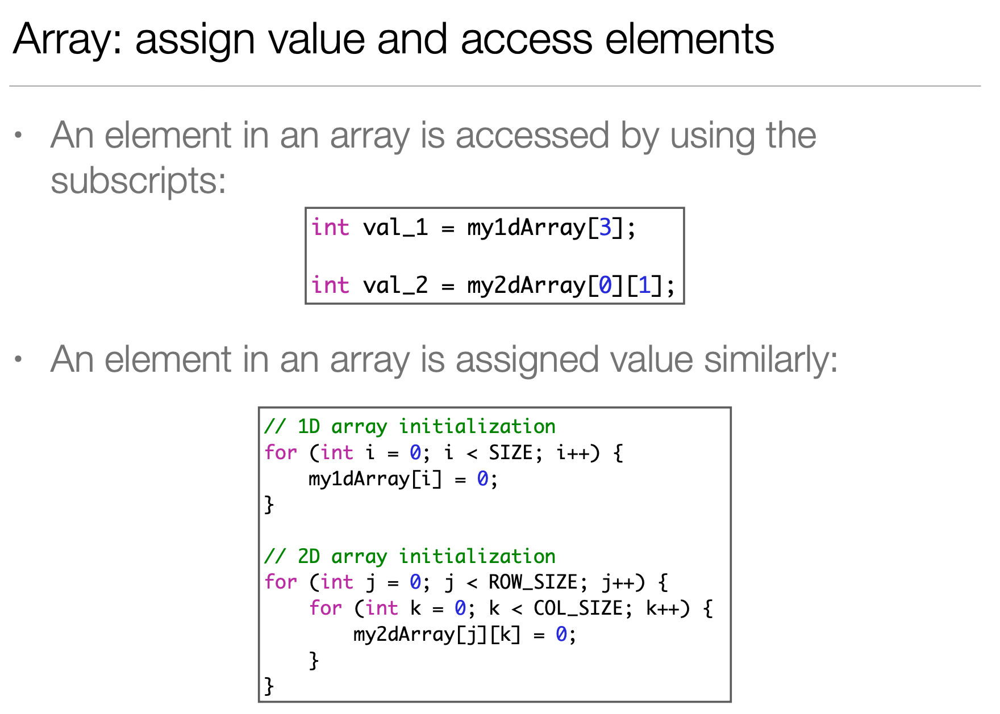 Array: assign value and access elements
• An element in an array is accessed by using the
subscripts:
int val_1 = my1dArray[3];
int val_2 = my2dArray[0][1];
• An element in an array is assigned value similarly:
// 1D array initialization
for (int i = 0; i < SIZE; i++) {
    my1dArray[i] = 0;
}
// 2D array initialization
for (int j = 0; j < ROW_SIZE; j++) {
    for (int k = 0; k < COL_SIZE; k++) {
        my2dArray[j][k] = 0;
    }
}